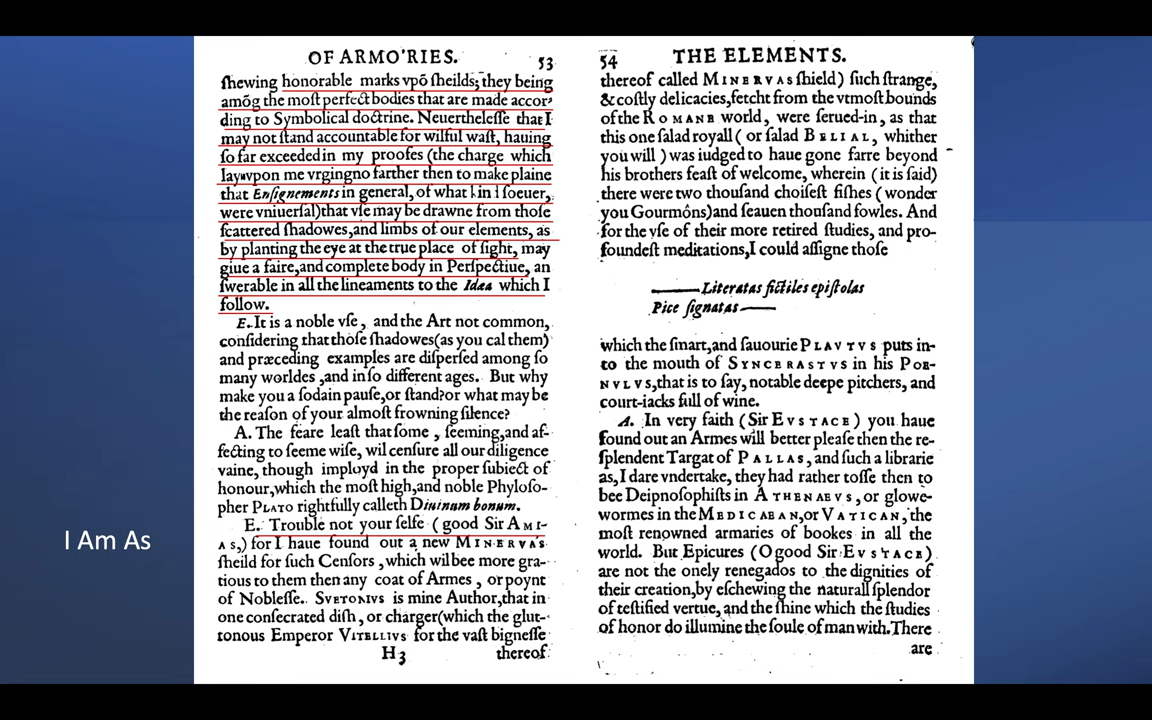 OF ARMO'RIES. 53
ſhewing honorable marks vpō ſheilds; they being
amōg the moſt perfect bodies that are made accor-
ding to Symbolical doctrine. Neuertheleſſe that I
may not ſtand accountable for wilful waſt, hauing
ſo far exceeded in my proofes (the charge which
lay vpon me vrging no farther then to make plaine
that Enſignements in general, of what kind ſoeuer,
were vniuerſal) that vſe may be drawne from thoſe
ſcattered ſhadowes, and limbs of our elements, as
by planting the eye at the true place of ſight, may
giue a faire, and complete body in Perſpectiue, an
ſwerable in all the lineaments to the Idea which I
follow.
E. It is a noble vſe, and the Art not common,
conſidering that thoſe ſhadowes (as you cal them)
and præceding examples are diſperſed among ſo
many worldes, and in ſo different ages. But why
make you a ſodain pauſe, or ſtand? or what may be
the reaſon of your almoſt frowning ſilence?
A. The feare leaſt that ſome, ſeeming, and af-
fecting to ſeeme wiſe, wil cenſure all our diligence
vaine, though imployd in the proper ſubiect of
honour, which the moſt high, and noble Phyloſo-
pher PLATO rightfully calleth Diuinum bonum.
E. Trouble not your ſelfe (good Sir AMI-
AS,) for I haue found out a new MINERVA'S
ſheild for ſuch Cenſors, which wil bee more gra-
tious to them then any coat of Armes, or poynt
of Nobleſſe. SVETONIVS is mine Author, that in
one conſecrated diſh, or charger (which the glut-
tonous Emperor VITELLIVS for the vaſt bigneſſe
H3 thereof
I Am As
54 THE ELEMENTS.
thereof called MINERVAS ſhield) ſuch ſtrange,
& coſtly delicacies, fetcht from the vtmoſt bounds
of the ROMANE world, were ſerued-in, as that
this one ſalad royall (or ſalad BELIAL, whither
you will) was iudged to haue gone farre beyond
his brothers feaſt of welcome, wherein (it is ſaid)
there were two thouſand choiſeſt fiſhes (wonder
you Gourmōns) and ſeauen thouſand fowles. And
for the vſe of their more retired ſtudies, and pro-
foundeſt meditations, I could aſſigne thoſe
——Literatas fictiles epiſtolas
Pice ſignatas——
which the ſmart, and ſauourie PLAVTVS puts in-
to the mouth of SYNCERASTVS in his POE-
NVLVS, that is to ſay, notable deepe pitchers, and
court-iacks full of wine.
A. In very faith (Sir EVSTACE) you haue
found out an Armes will better pleaſe then the re-
ſplendent Targat of PALLAS, and ſuch a librarie
as, I dare vndertake, they had rather toſſe then to
bee Deipnoſophiſts in ATHENAEVS, or glowe-
wormes in the MEDICAEAN, or VATICAN, the
moſt renowned armaries of bookes in all the
world. But Epicures (O good Sir EVSTACE)
are not the onely renegados to the dignities of
their creation, by eſchewing the naturall ſplendor
of teſtified vertue, and the ſhine which the ſtudies
of honor do illumine the ſoule of man with. There
are